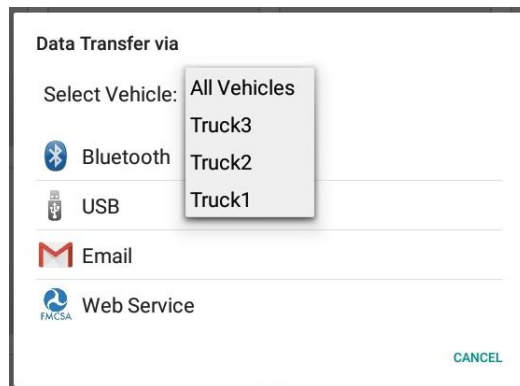 Data Transfer via
Select Vehicle: All Vehicles
Truck3
Bluetooth Truck2
USB Truck1
Email
FMCSA Web Service
CANCEL